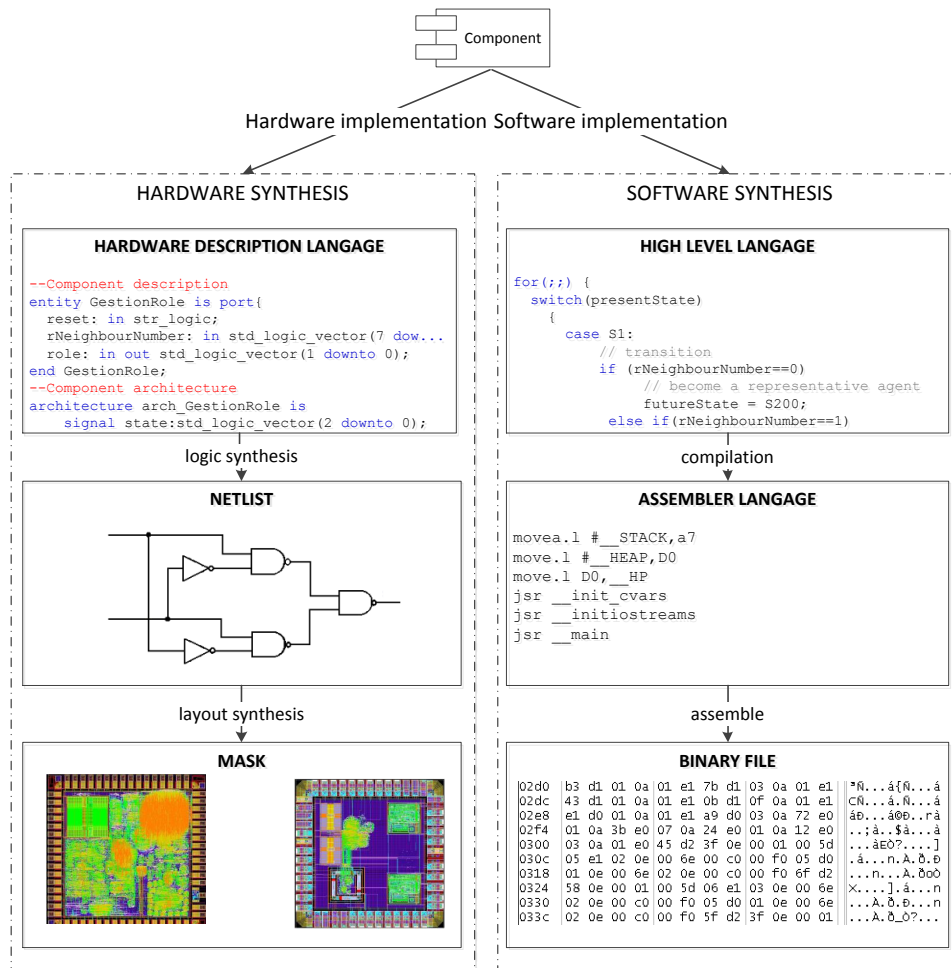 Component
Hardware implementation Software implementation
HARDWARE SYNTHESIS
HARDWARE DESCRIPTION LANGAGE
--Component description
entity GestionRole is port{
reset: in str_logic;
rNeighbourNumber: in std_logic_vector(7 dow...
role: in out std_logic_vector(1 downto 0);
end GestionRole;
--Component architecture
architecture arch_GestionRole is
signal state:std_logic_vector(2 downto 0);
logic synthesis
NETLIST
layout synthesis
MASK
SOFTWARE SYNTHESIS
HIGH LEVEL LANGAGE
for(;;) {
switch(presentState)
{
case S1:
// transition
if (rNeighbourNumber==0)
// become a representative agent
futureState = S200;
else if(rNeighbourNumber==1)
compilation
ASSEMBLER LANGAGE
movea.l #__STACK,a7
move.l #__HEAP,D0
move.l D0,__HP
jsr __init_cvars
jsr __initiostreams
jsr __main
assemble
BINARY FILE
02d0 b3 d1 01 0a 01 e1 7b d1 03 0a 01 e1 ³Ñ...á{Ñ...á
02dc 43 d1 01 0a 01 e1 0b d1 0f 0a 01 e1 CÑ...á.Ñ...á
02e8 e1 d0 01 0a 01 e1 a9 d0 03 0a 72 e0 áÐ...á©Ð..rà
02f4 01 0a 3b e0 07 0a 24 e0 01 0a 12 e0 ..;à..$à...à
0300 03 0a 01 e0 45 d2 3f 0e 00 01 00 5d ...àEÒ?....]
030c 05 e1 02 0e 00 6e 00 c0 00 f0 05 d0 .á...n.À.ð.Ð
0318 01 0e 00 6e 02 0e 00 c0 00 f0 6f d2 ...n...À.ðoÒ
0324 58 0e 00 01 00 5d 06 e1 03 0e 00 6e X....].á...n
0330 02 0e 00 c0 00 f0 05 d0 01 0e 00 6e ...À.ð.Ð...n
033c 02 0e 00 c0 00 f0 5f d2 3f 0e 00 01 ...À.ð_Ò?...